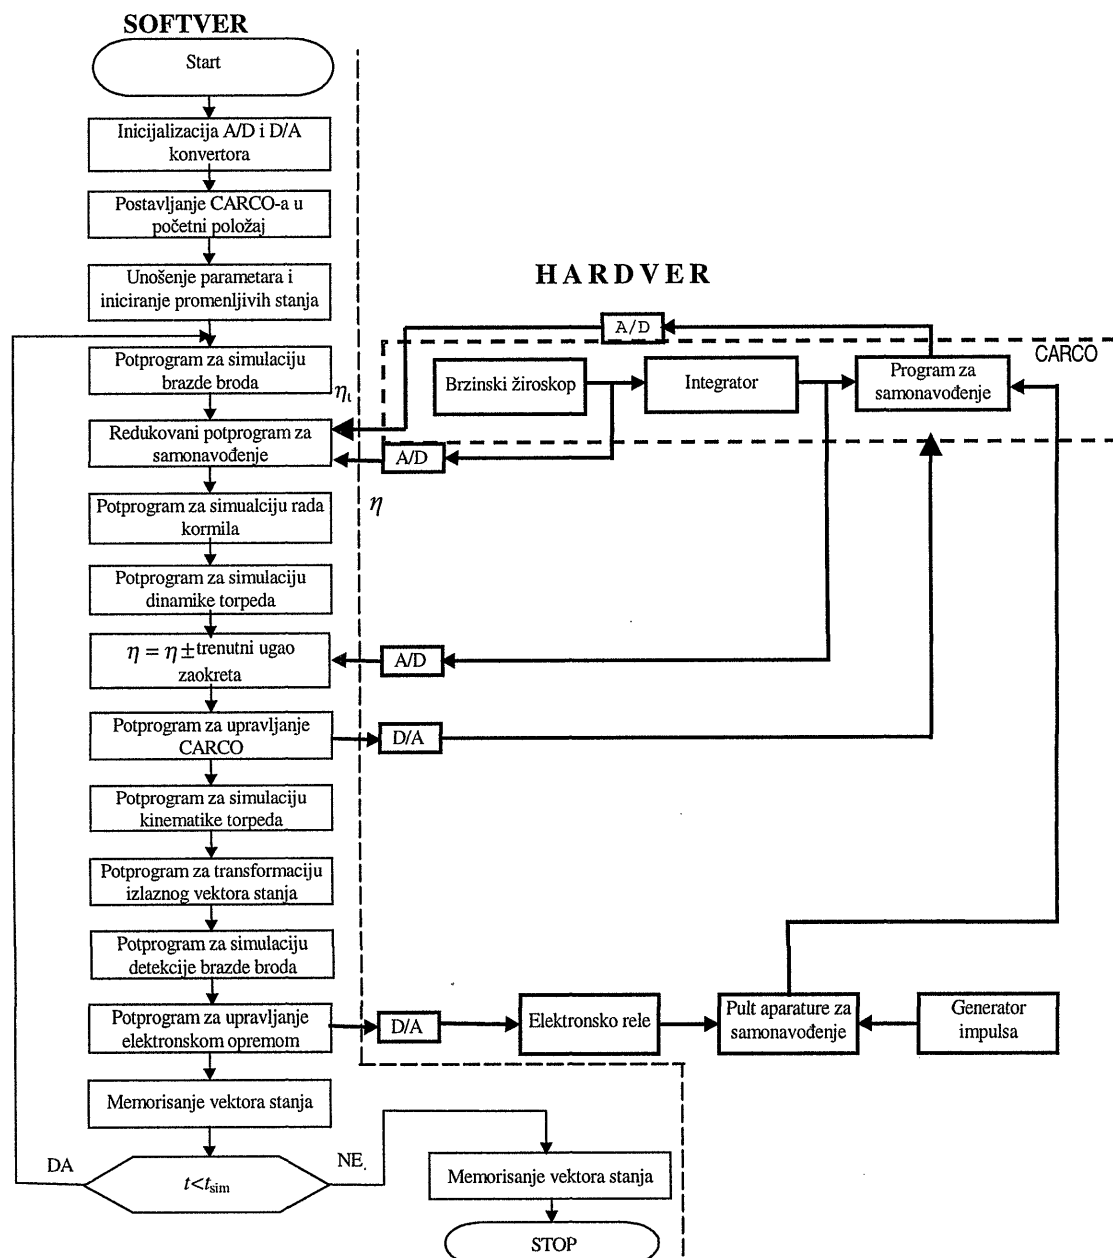 SOFTVER
Start
Inicijalizacija A/D i D/A
konvertora
Postavljanje CARCO-a u
početni položaj
Unošenje parametara i
iniciranje promenljivih stanja
HARDVER
A/D
CARCO
Potprogram za simulaciju
brazde broda
Brzinski žiroskop
Integrator
Program za
samonavođenje
η₁
Redukovani potprogram za
samonavođenje
A/D
η
Potprogram za simualciju rada
kormila
Potprogram za simulaciju
dinamike torpeda
η = η ± trenutni ugao
zaokreta
A/D
Potprogram za upravljanje
CARCO
D/A
Potprogram za simulaciju
kinematike torpeda
Potprogram za transformaciju
izlaznog vektora stanja
Potprogram za simulaciju
detekcije brazde broda
Potprogram za upravljanje
elektronskom opremom
D/A
Elektronsko rele
Pult aparature za
samonavođenje
Generator
impulsa
Memorisanje vektora stanja
DA
t<tsim
NE.
Memorisanje vektora stanja
STOP